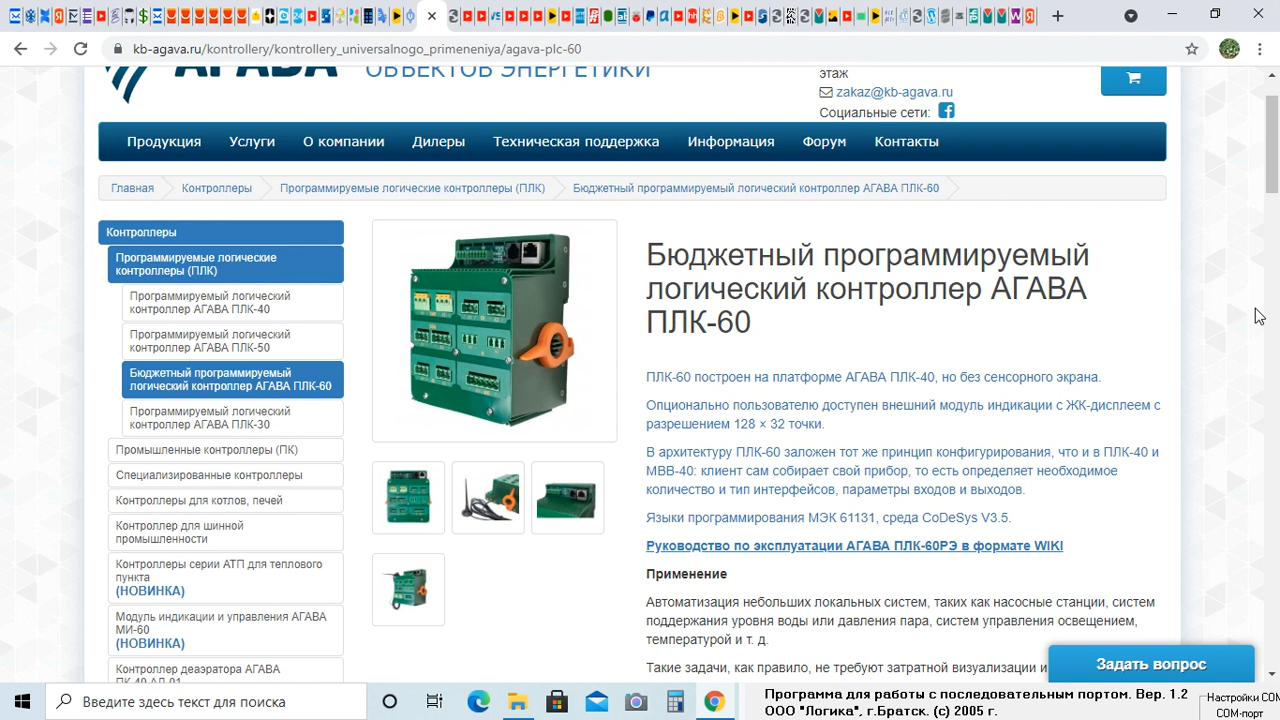 kb-agava.ru/kontrollery/kontrollery_universalnogo_primeneniya/agava-plc-60
АГАВА
ОБЪЕКТОВ ЭНЕРГЕТИКИ
этаж
zakaz@kb-agava.ru
Социальные сети:
Продукция Услуги О компании Дилеры Техническая поддержка Информация Форум Контакты
Главная Контроллеры Программируемые логические контроллеры (ПЛК) Бюджетный программируемый логический контроллер АГАВА ПЛК-60
Контроллеры
Програмируемые логические
контроллеры (ПЛК)
Программируемый логический
контроллер АГАВА ПЛК-40
Программируемый логический
контроллер АГАВА ПЛК-50
Бюджетный программируемый
логический контроллер АГАВА ПЛК-60
Программируемый логический
контроллер АГАВА ПЛК-30
Промышленные контроллеры (ПК)
Специализированные контроллеры
Контроллеры для котлов, печей
Контроллер для шинной
промышленности
Контроллеры серии АТП для теплового
пункта
(НОВИНКА)
Модуль индикации и управления АГАВА
МИ-60
(НОВИНКА)
Контроллер деаэратора АГАВА
Бюджетный программируемый
логический контроллер АГАВА
ПЛК-60
ПЛК-60 построен на платформе АГАВА ПЛК-40, но без сенсорного экрана.
Опционально пользователю доступен внешний модуль индикации с ЖК-дисплеем с
разрешением 128 × 32 точки.
В архитектуру ПЛК-60 заложен тот же принцип конфигурирования, что и в ПЛК-40 и
МВВ-40: клиент сам собирает свой прибор, то есть определяет необходимое
количество и тип интерфейсов, параметры входов и выходов.
Языки программирования МЭК 61131, среда CoDeSys V3.5.
Руководство по эксплуатации АГАВА ПЛК-60РЭ в формате WIKI
Применение
Автоматизация небольших локальных систем, таких как насосные станции, систем
поддержания уровня воды или давления пара, систем управления освещением,
температурой и т. д.
Такие задачи, как правило, не требуют затратной визуализации и
Задать вопрос
Введите здесь текст для поиска
Программа для работы с последовательным портом. Вер. 1.2
ООО "Логика", г.Братск. (c) 2005 г.
Настройки COM
COM-порт